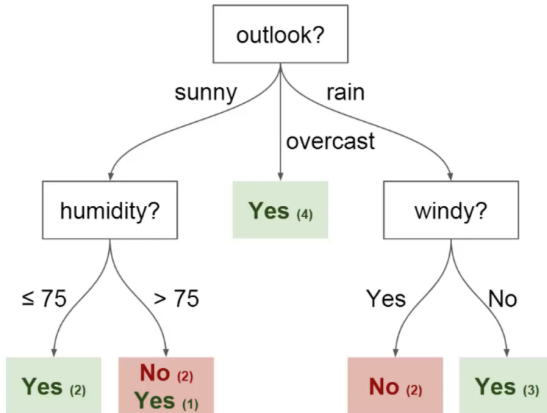 outlook?
sunny
rain
overcast
humidity?
Yes (4)
windy?
≤ 75
> 75
Yes
No
Yes (2)
No (2)
Yes (1)
No (2)
Yes (3)